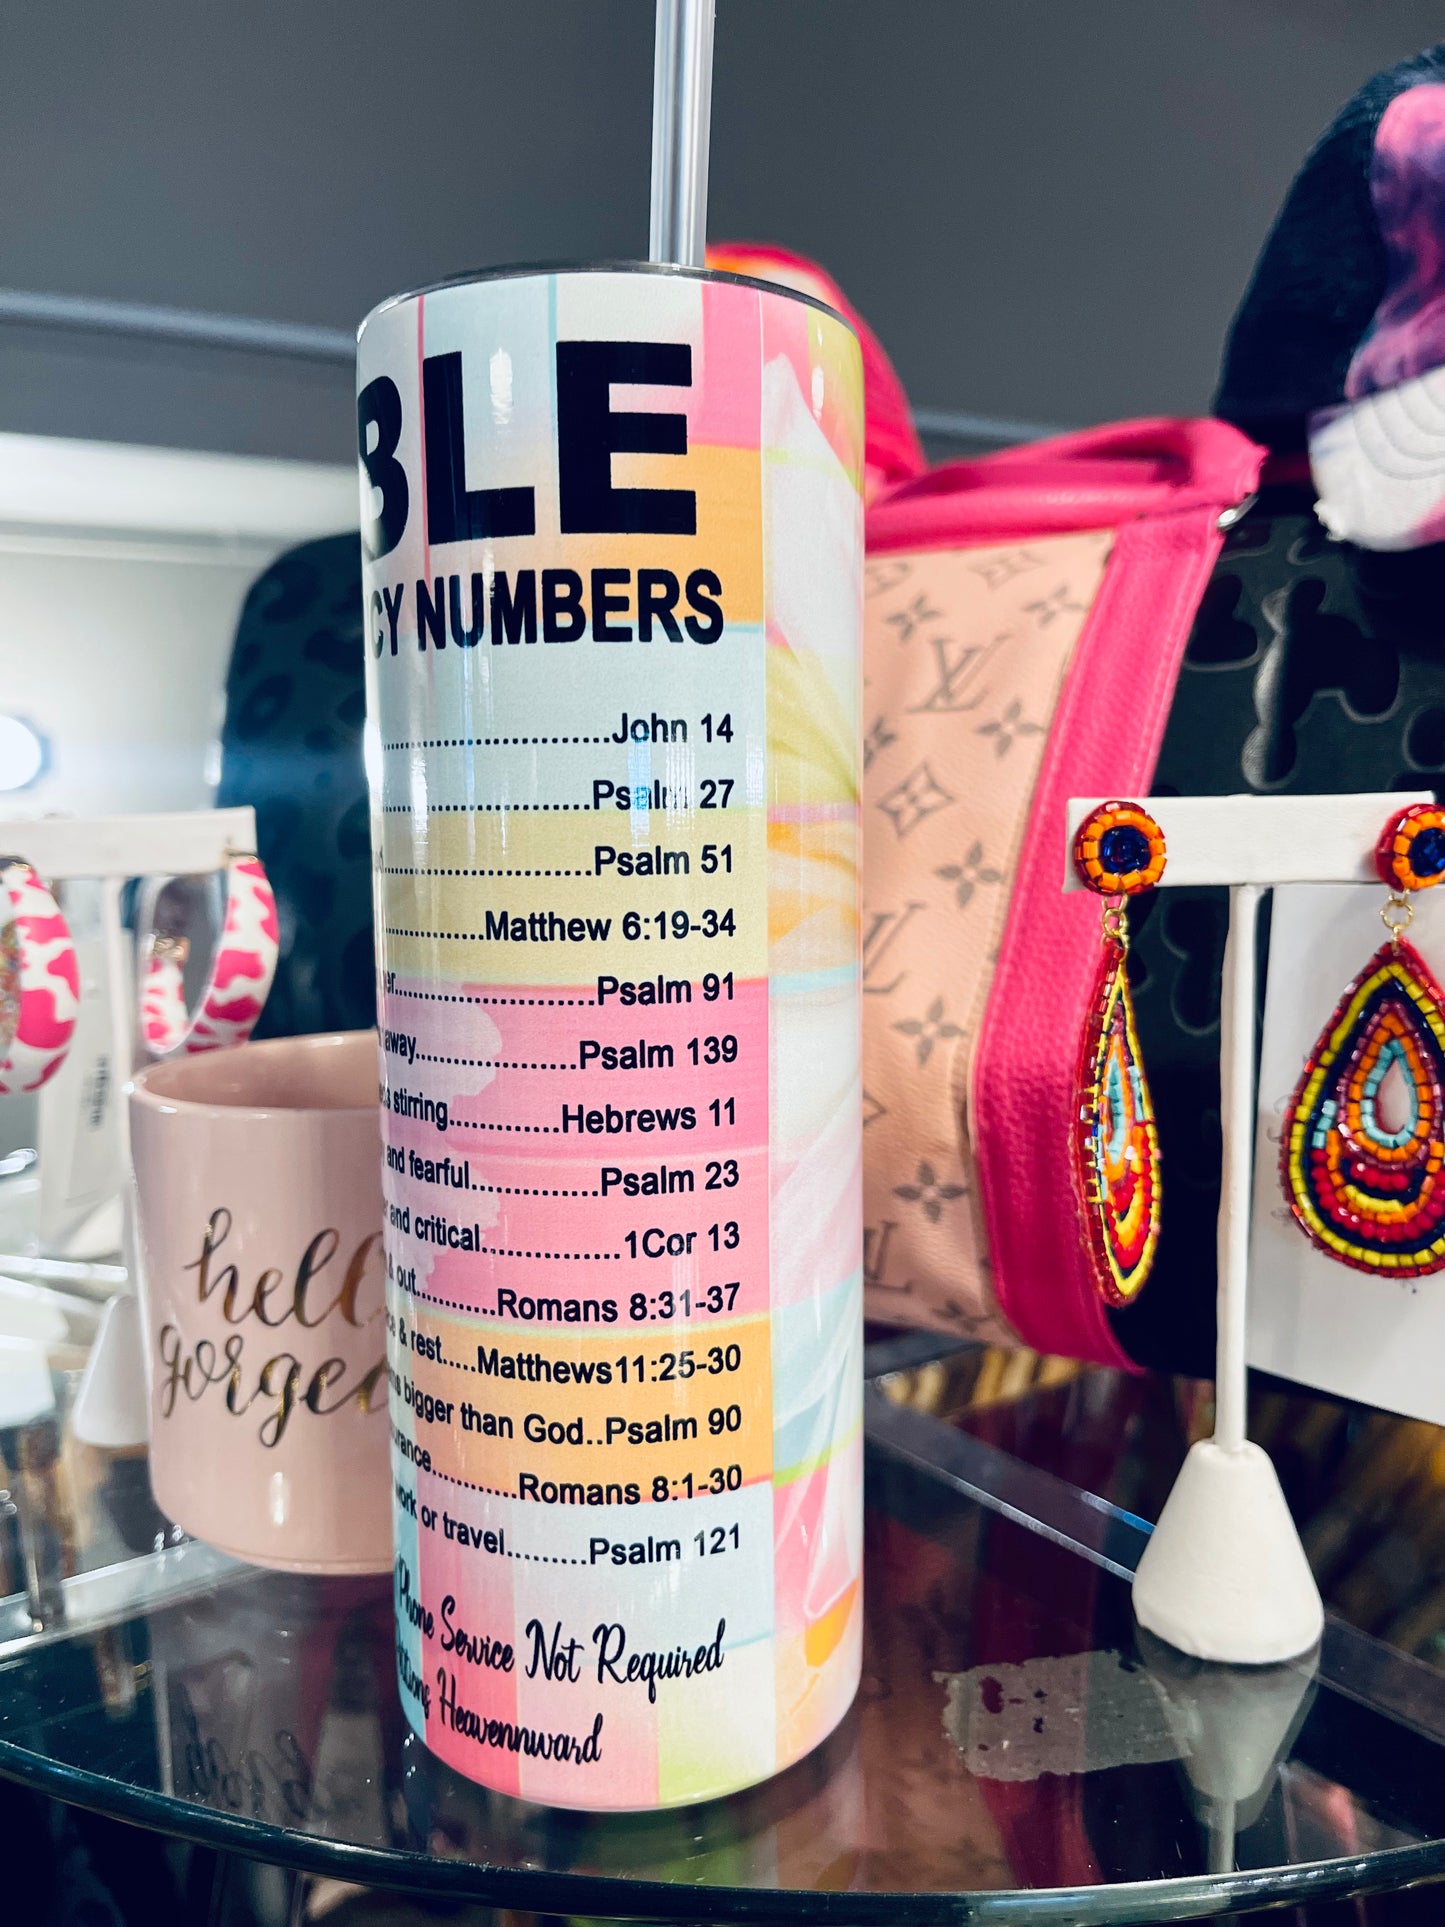 BLE
CY NUMBERS
..............................John 14
...........................Psalm 27
...........................Psalm 51
..............Matthew 6:19-34
..........................Psalm 91
away....................Psalm 139
stirring.............Hebrews 11
and fearful..............Psalm 23
and critical...............1Cor 13
& out............Romans 8:31-37
& rest.....Matthews11:25-30
bigger than God..Psalm 90
..........Romans 8:1-30
or travel.........Psalm 121
Phone Service Not Required
Heavennward
hell
gorge
LV